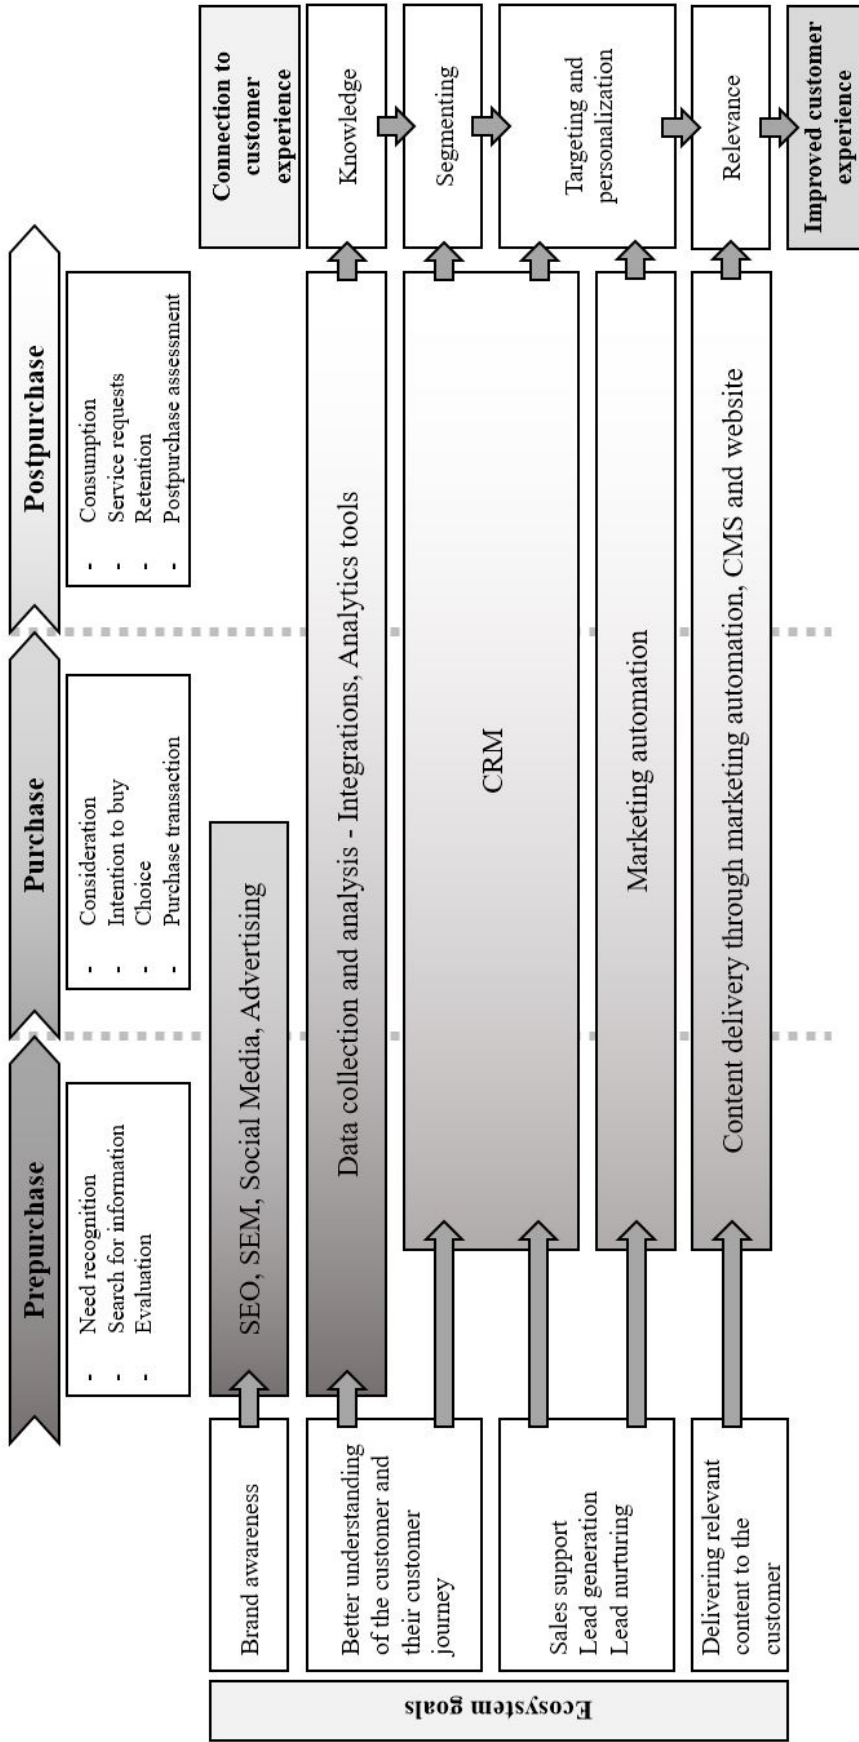 Prepurchase
Purchase
Postpurchase
- Need recognition
- Search for information
- Evaluation
- Consideration
- Intention to buy
- Choice
- Purchase transaction
- Consumption
- Service requests
- Retention
- Postpurchase assessment
Ecosystem goals
Brand awareness
SEO, SEM, Social Media, Advertising
Connection to
customer
experience
Better understanding
of the customer and
their customer
journey
Data collection and analysis - Integrations, Analytics tools
Knowledge
CRM
Segmenting
Sales support
Lead generation
Lead nurturing
Targeting and
personalization
Marketing automation
Delivering relevant
content to the
customer
Content delivery through marketing automation, CMS and website
Relevance
Improved customer
experience